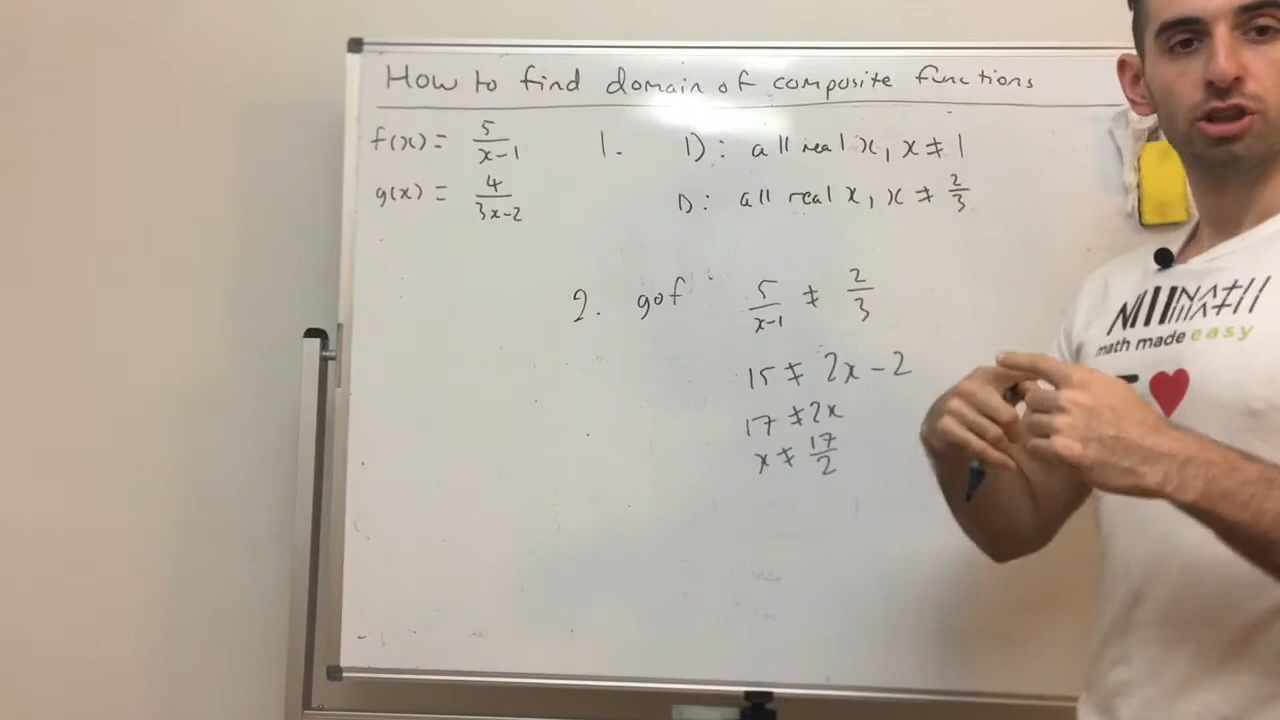 How to find domain of composite functions
f(x) = 5/(x-1) 1. D: all real x, x ≠ 1
g(x) = 4/(3x-2) D: all real x, x ≠ 2/3
2. gof 5/(x-1) ≠ 2/3
15 ≠ 2x-2
17 ≠ 2x
x ≠ 17/2
math made easy